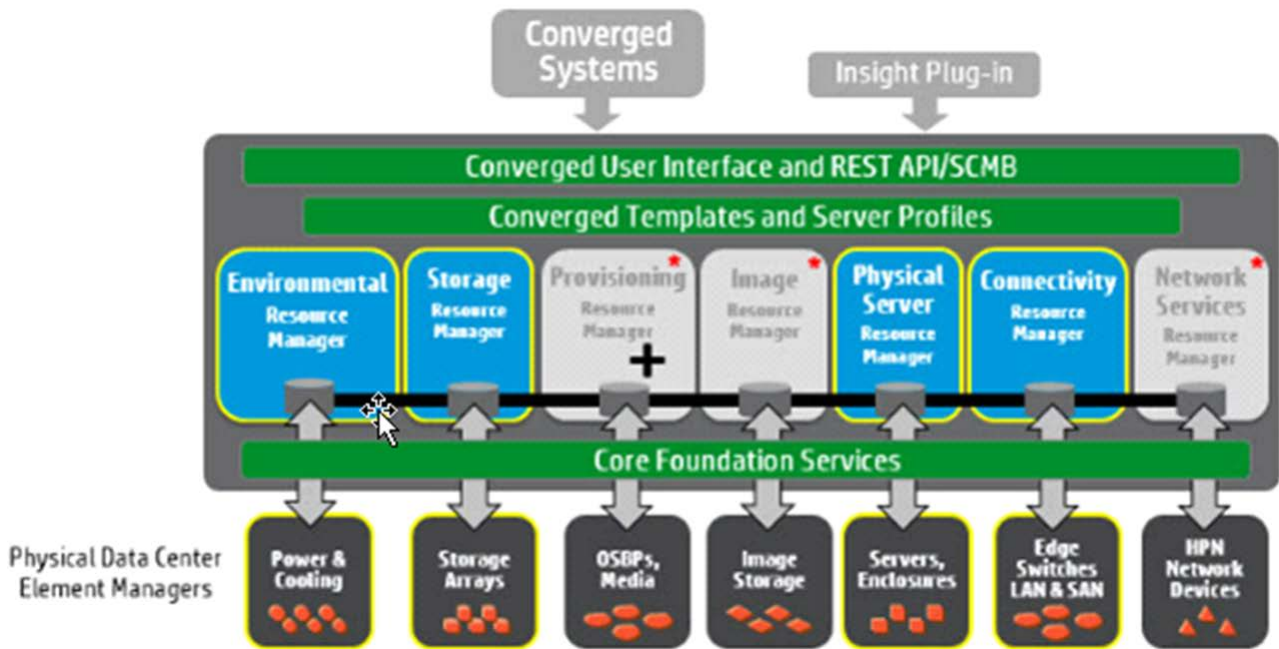 Converged
Systems
Insight Plug-in
Converged User Interface and REST API/SCMB
Converged Templates and Server Profiles
Environmental
Resource
Manager
Storage
Resource
Manager
Provisioning *
Resource
Manager
Image *
Resource
Manager
Physical
Server
Resource
Manager
Connectivity
Resource
Manager
Network *
Services
Resource
Manager
Core Foundation Services
Physical Data Center
Element Managers
Power &
Cooling
Storage
Arrays
OSBPs,
Media
Image
Storage
Servers,
Enclosures
Edge
Switches
LAN & SAN
HPN
Network
Devices